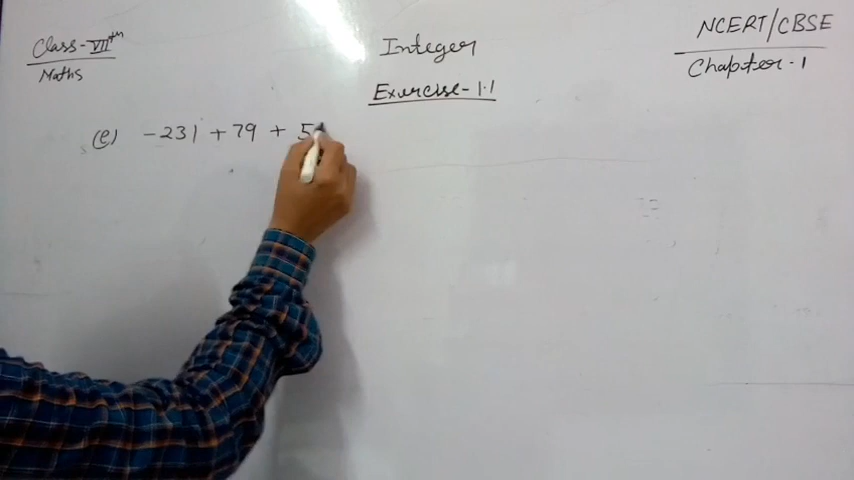 Class-VIIth
Maths
Integer
Exercise-1.1
NCERT/CBSE
Chapter-1
(e) -231 + 79 + 5